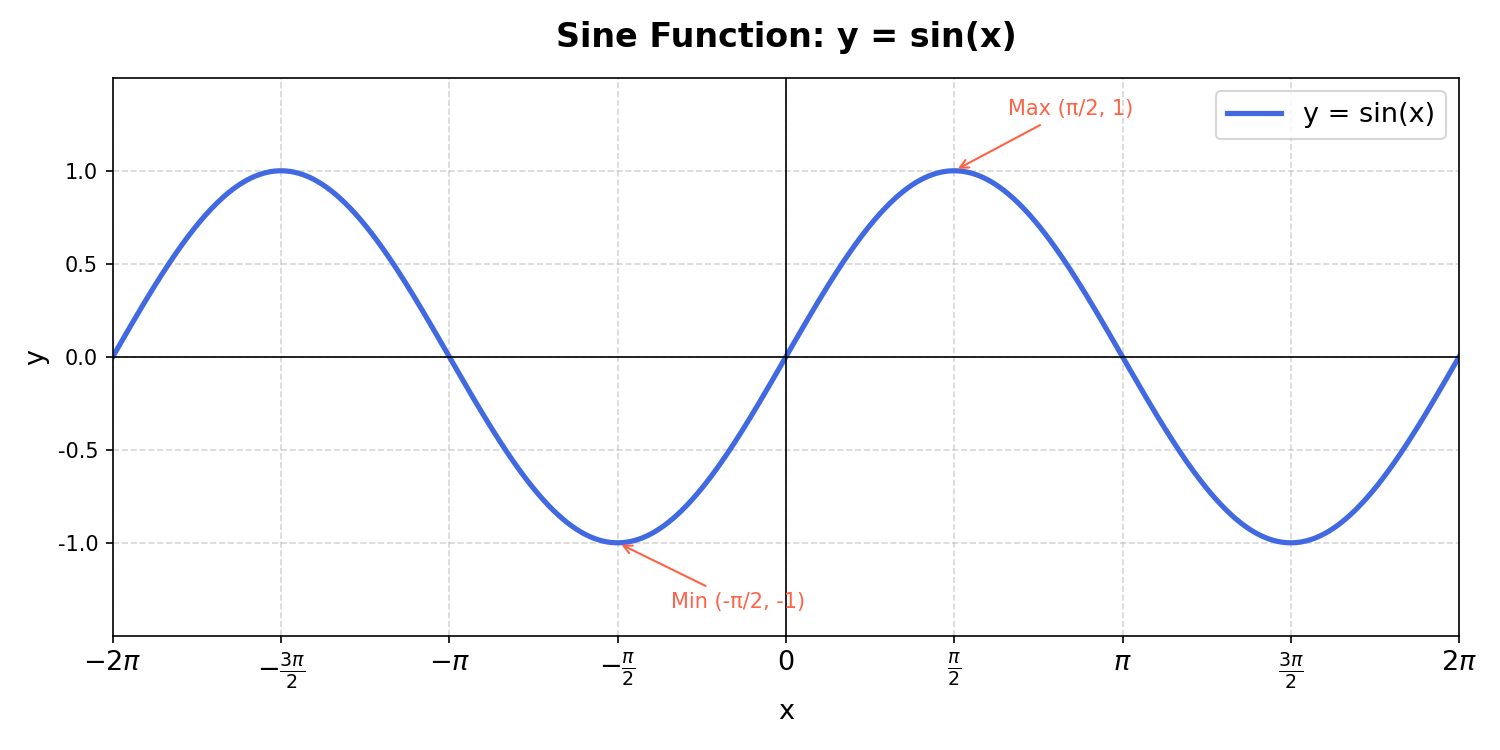 Sine Function: y = sin(x)
Max (π/2, 1)
y = sin(x)
1.0
0.5
0.0
-0.5
-1.0
y
Min (-π/2, -1)
−2π
−3π/2
−π
−π/2
0
π/2
π
3π/2
2π
x